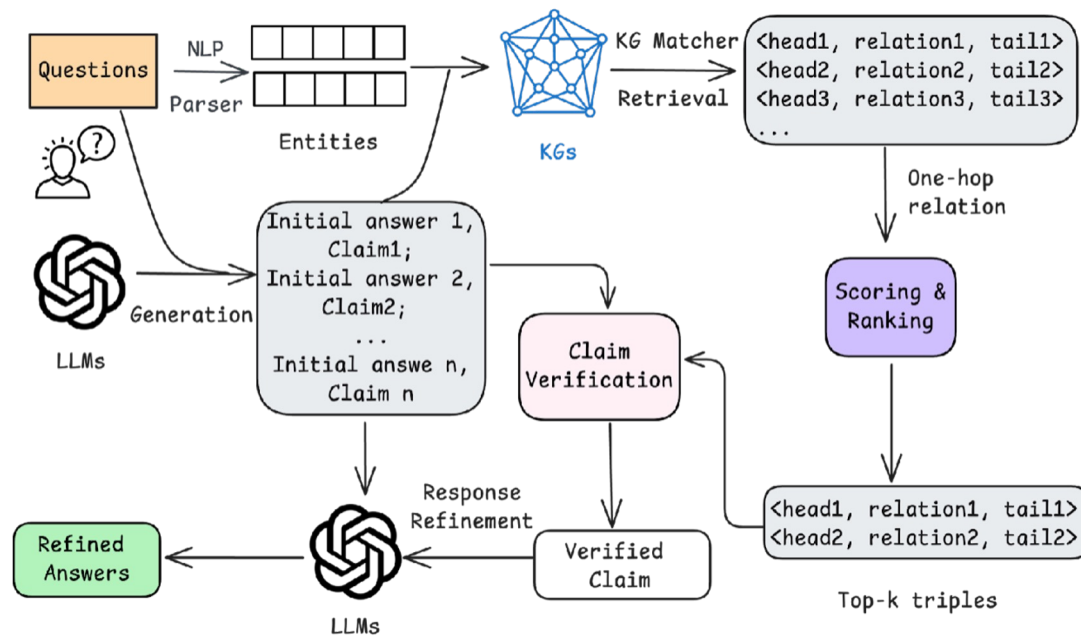 Questions
NLP
Parser
Entities
KGs
KG Matcher
Retrieval
<head1, relation1, tail1>
<head2, relation2, tail2>
<head3, relation3, tail3>
...
One-hop
relation
?
LLMs
Generation
Initial answer 1,
Claim1;
Initial answer 2,
Claim2;
...
Initial answe n,
Claim n
Claim
Verification
Scoring &
Ranking
<head1, relation1, tail1>
<head2, relation2, tail2>
Top-k triples
Verified
Claim
Response
Refinement
LLMs
Refined
Answers